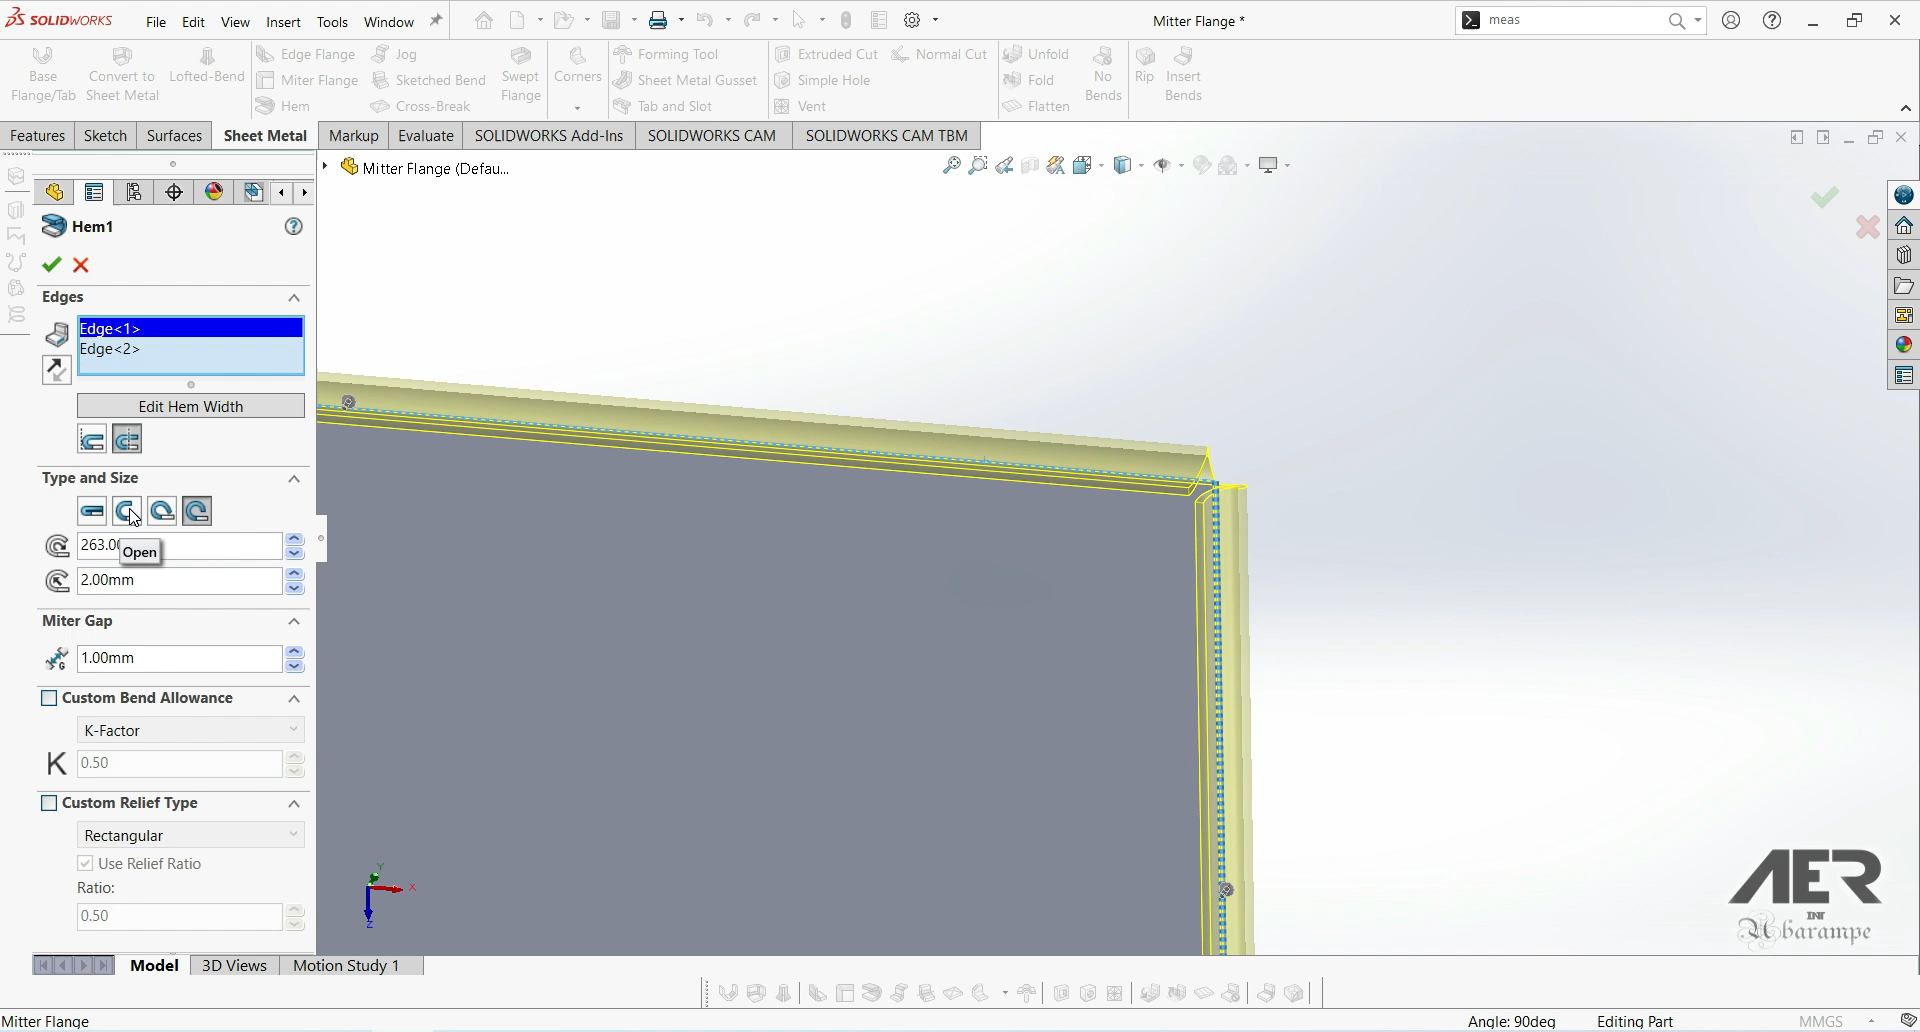 SOLIDWORKS
File Edit View Insert Tools Window
Mitter Flange *
meas
Base Flange/Tab
Convert to Sheet Metal
Lofted-Bend
Edge Flange
Miter Flange
Hem
Jog
Sketched Bend
Cross-Break
Swept Flange
Corners
Forming Tool
Sheet Metal Gusset
Tab and Slot
Extruded Cut
Simple Hole
Vent
Normal Cut
Unfold
Fold
Flatten
No Bends
Rip
Insert Bends
Features Sketch Surfaces Sheet Metal Markup Evaluate SOLIDWORKS Add-Ins SOLIDWORKS CAM SOLIDWORKS CAM TBM
Mitter Flange (Defau...
Hem1
Edges
Edge<1>
Edge<2>
Edit Hem Width
Type and Size
263.00
Open
2.00mm
Miter Gap
G
1.00mm
Custom Bend Allowance
K-Factor
K 0.50
Custom Relief Type
Rectangular
Use Relief Ratio
Ratio:
0.50
Y
X
Z
AER
INT
Abarampe
Model 3D Views Motion Study 1
Mitter Flange
Angle: 90deg
Editing Part
MMGS